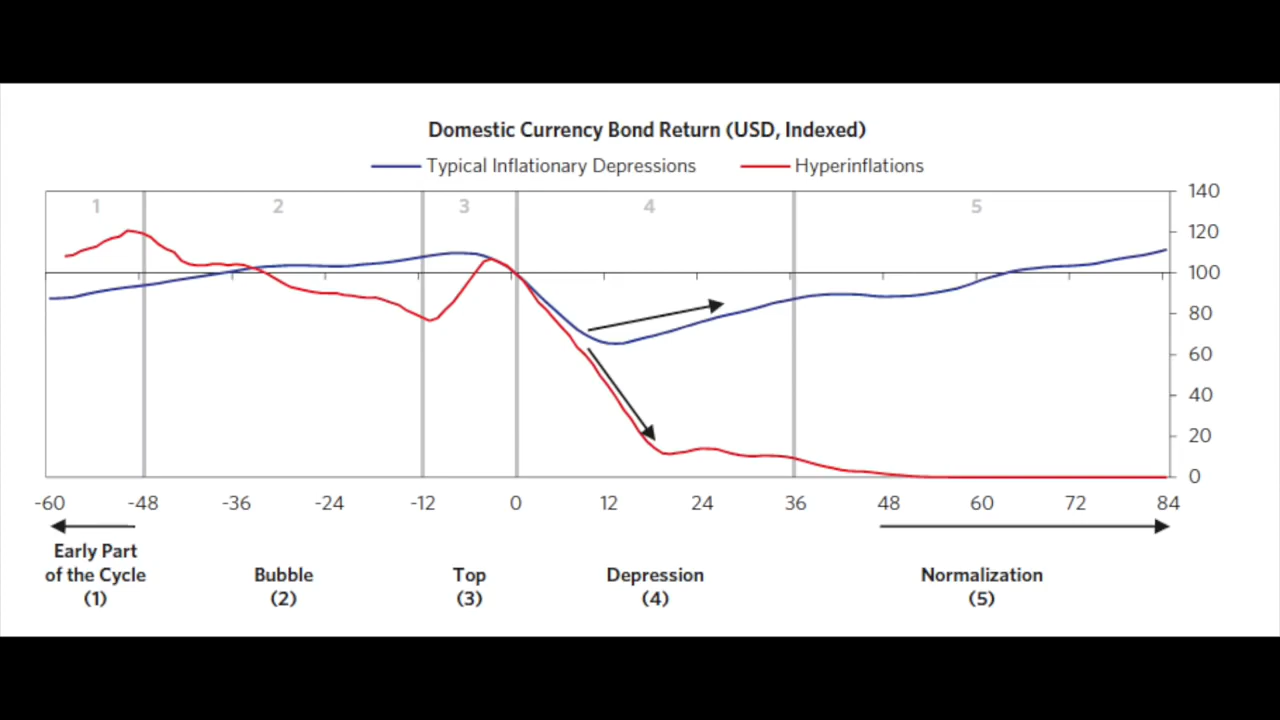 Domestic Currency Bond Return (USD, Indexed)
Typical Inflationary Depressions Hyperinflations
1 2 3 4 5
140
120
100
80
60
40
20
0
-60 -48 -36 -24 -12 0 12 24 36 48 60 72 84
Early Part
of the Cycle Bubble Top Depression Normalization
(1) (2) (3) (4) (5)